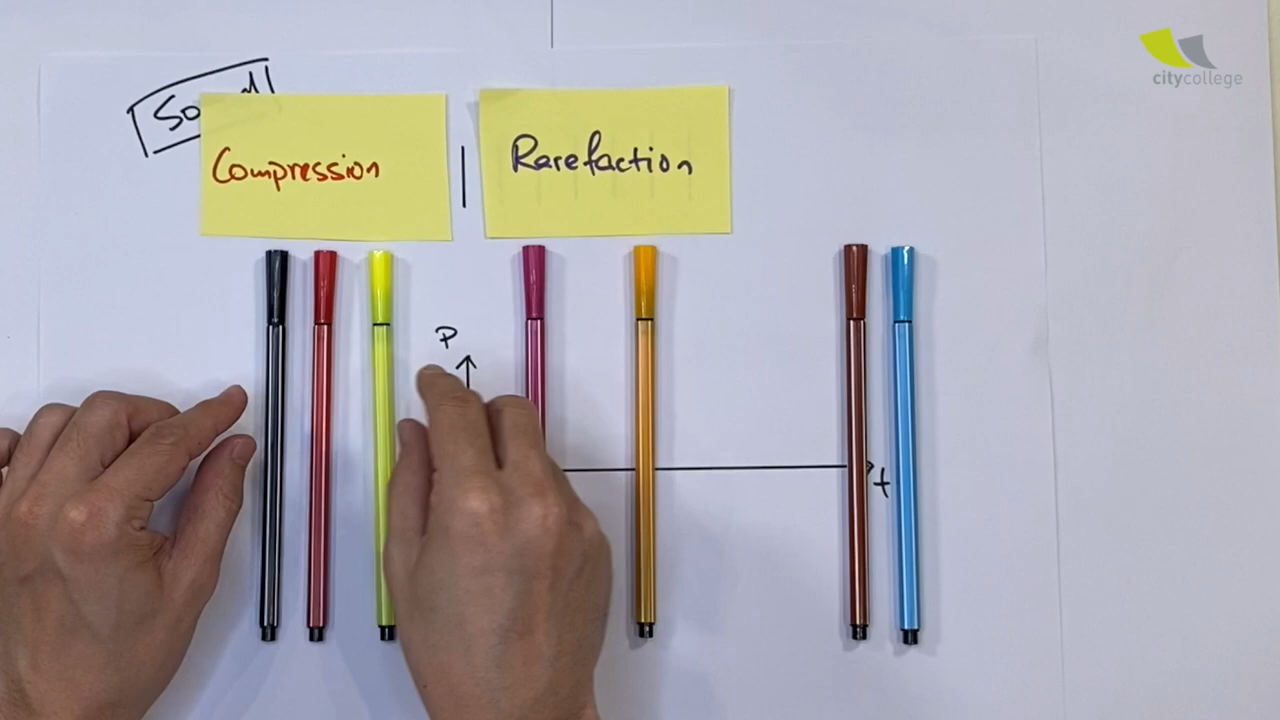 Compression
Rarefaction
P
t
citycollege